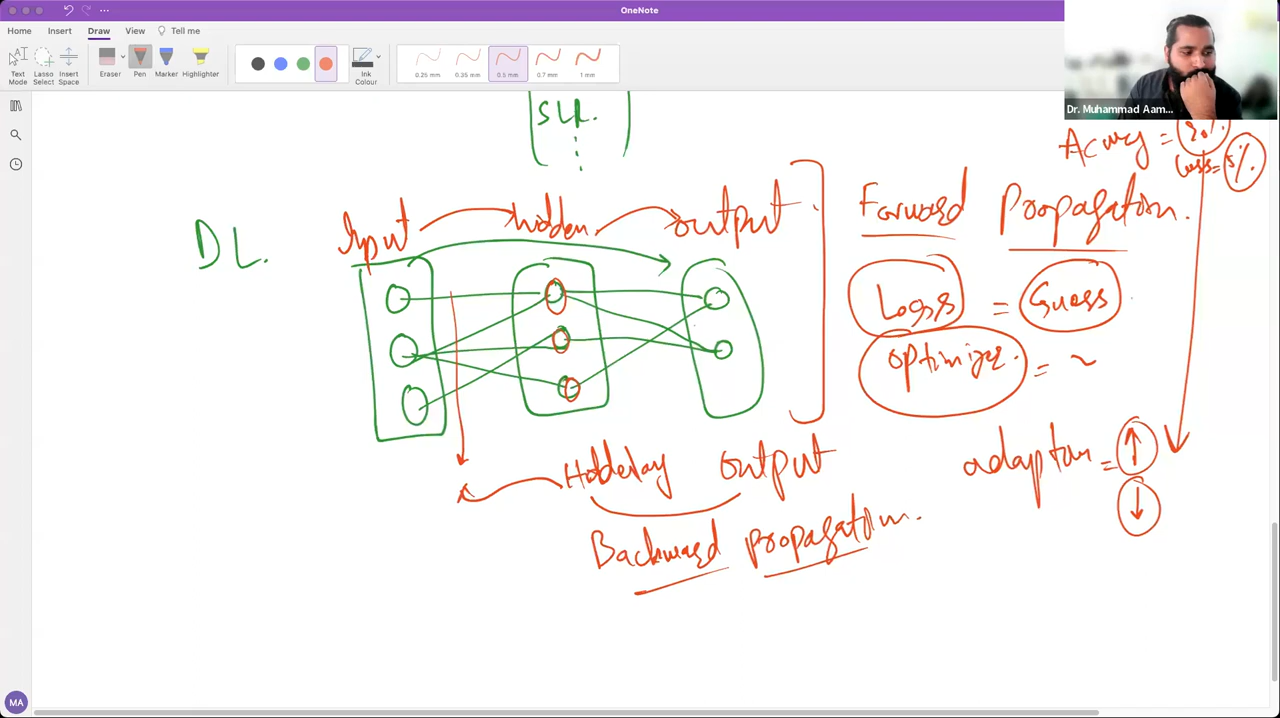 OneNote
Home Insert Draw View Tell me
Text Mode Lasso Select Insert Space Eraser Pen Marker Highlighter 0.25 mm 0.35 mm 0.5 mm 0.7 mm 1 mm Ink Colour
Dr. Muhammad Aam...
SLR.
DL.
Input hidden output
Forward Propagation.
Loss = Guess
optimizer. = ~
output
adaption = ↑
↓
Backward propagation.
MA